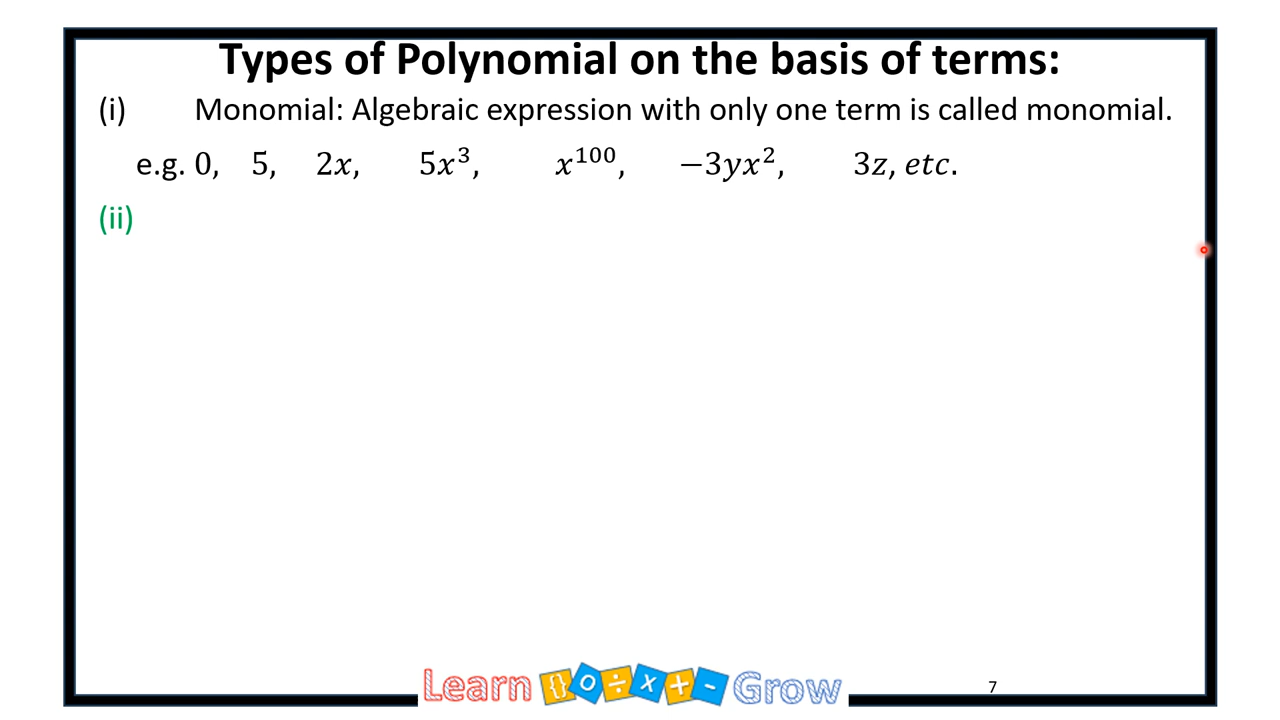 Types of Polynomial on the basis of terms:
(i) Monomial: Algebraic expression with only one term is called monomial.
e.g. 0, 5, 2x, 5x³, x¹⁰⁰, −3yx², 3z, etc.
(ii)
Learn {} O ÷ x + - Grow
7